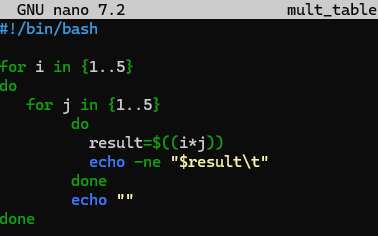 GNU nano 7.2 mult_table
#!/bin/bash
for i in {1..5}
do
for j in {1..5}
do
result=$((i*j))
echo -ne "$result\t"
done
echo ""
done